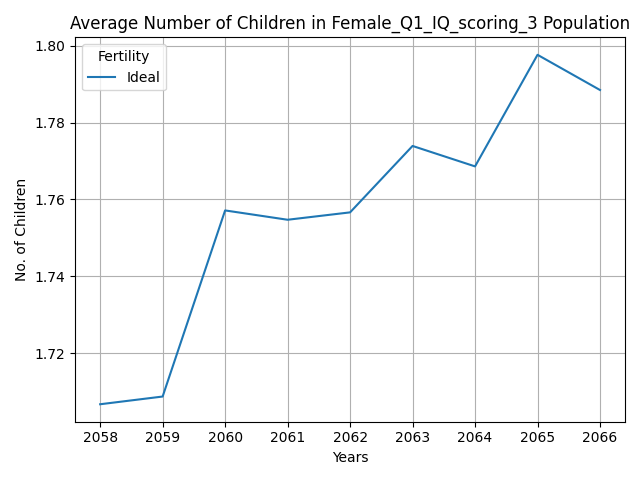 Average Number of Children in Female_Q1_IQ_scoring_3 Population
Fertility
Ideal
No. of Children
1.80
1.78
1.76
1.74
1.72
2058 2059 2060 2061 2062 2063 2064 2065 2066
Years